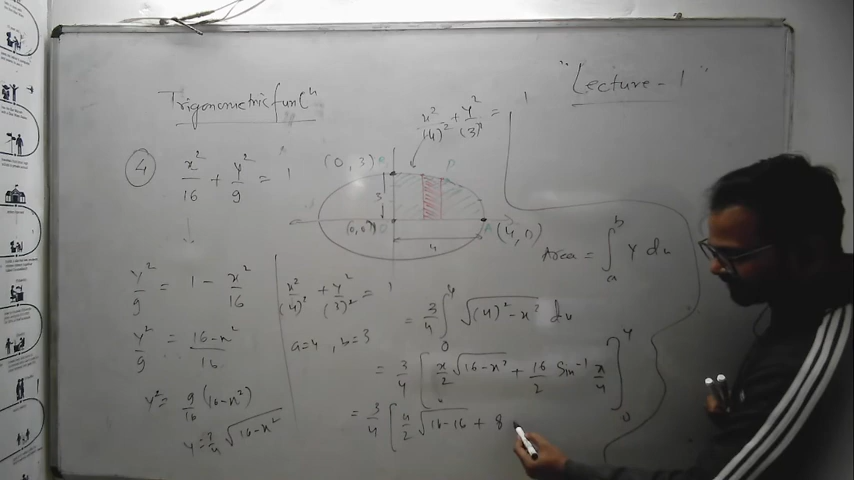 "Lecture - 1"
Trigonometric funcⁿ
x²/(4)² + y²/(3)² = 1
④ x²/16 + y²/9 = 1
(0, 3) B
P
3
(0,0) O
A (4, 0)
4
Area = ∫ₐᵇ y dx
y²/9 = 1 - x²/16
y²/9 = (16-x²)/16
y² = 9/16 (16-x²)
y = 3/4 √(16-x²)
x²/(4)² + y²/(3)² = 1
a=4, b=3
= 3/4 ∫₀⁴ √((4)² - x²) dx
= 3/4 [ x/2 √(16-x²) + 16/2 Sin⁻¹ x/4 ]₀⁴
= 3/4 [ 4/2 √(16-16) + 8